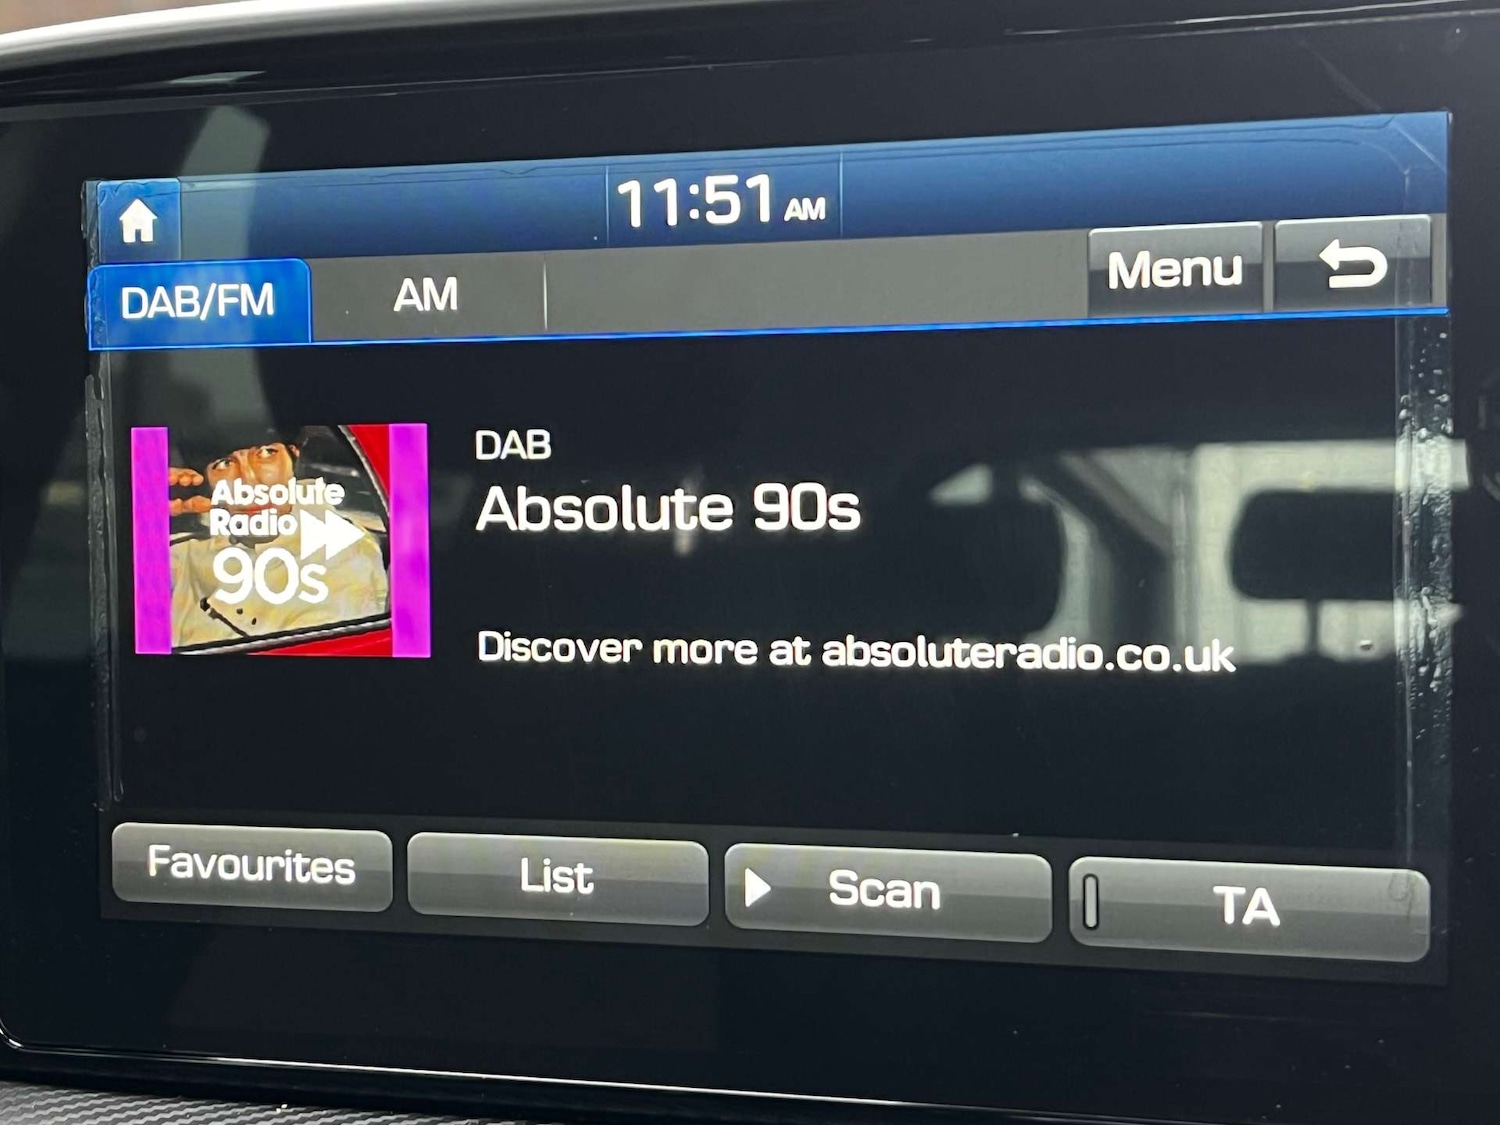 11:51 AM
DAB/FM
AM
Menu
DAB
Absolute 90s
Absolute
Radio
90s
Discover more at absoluteradio.co.uk
Favourites
List
Scan
TA